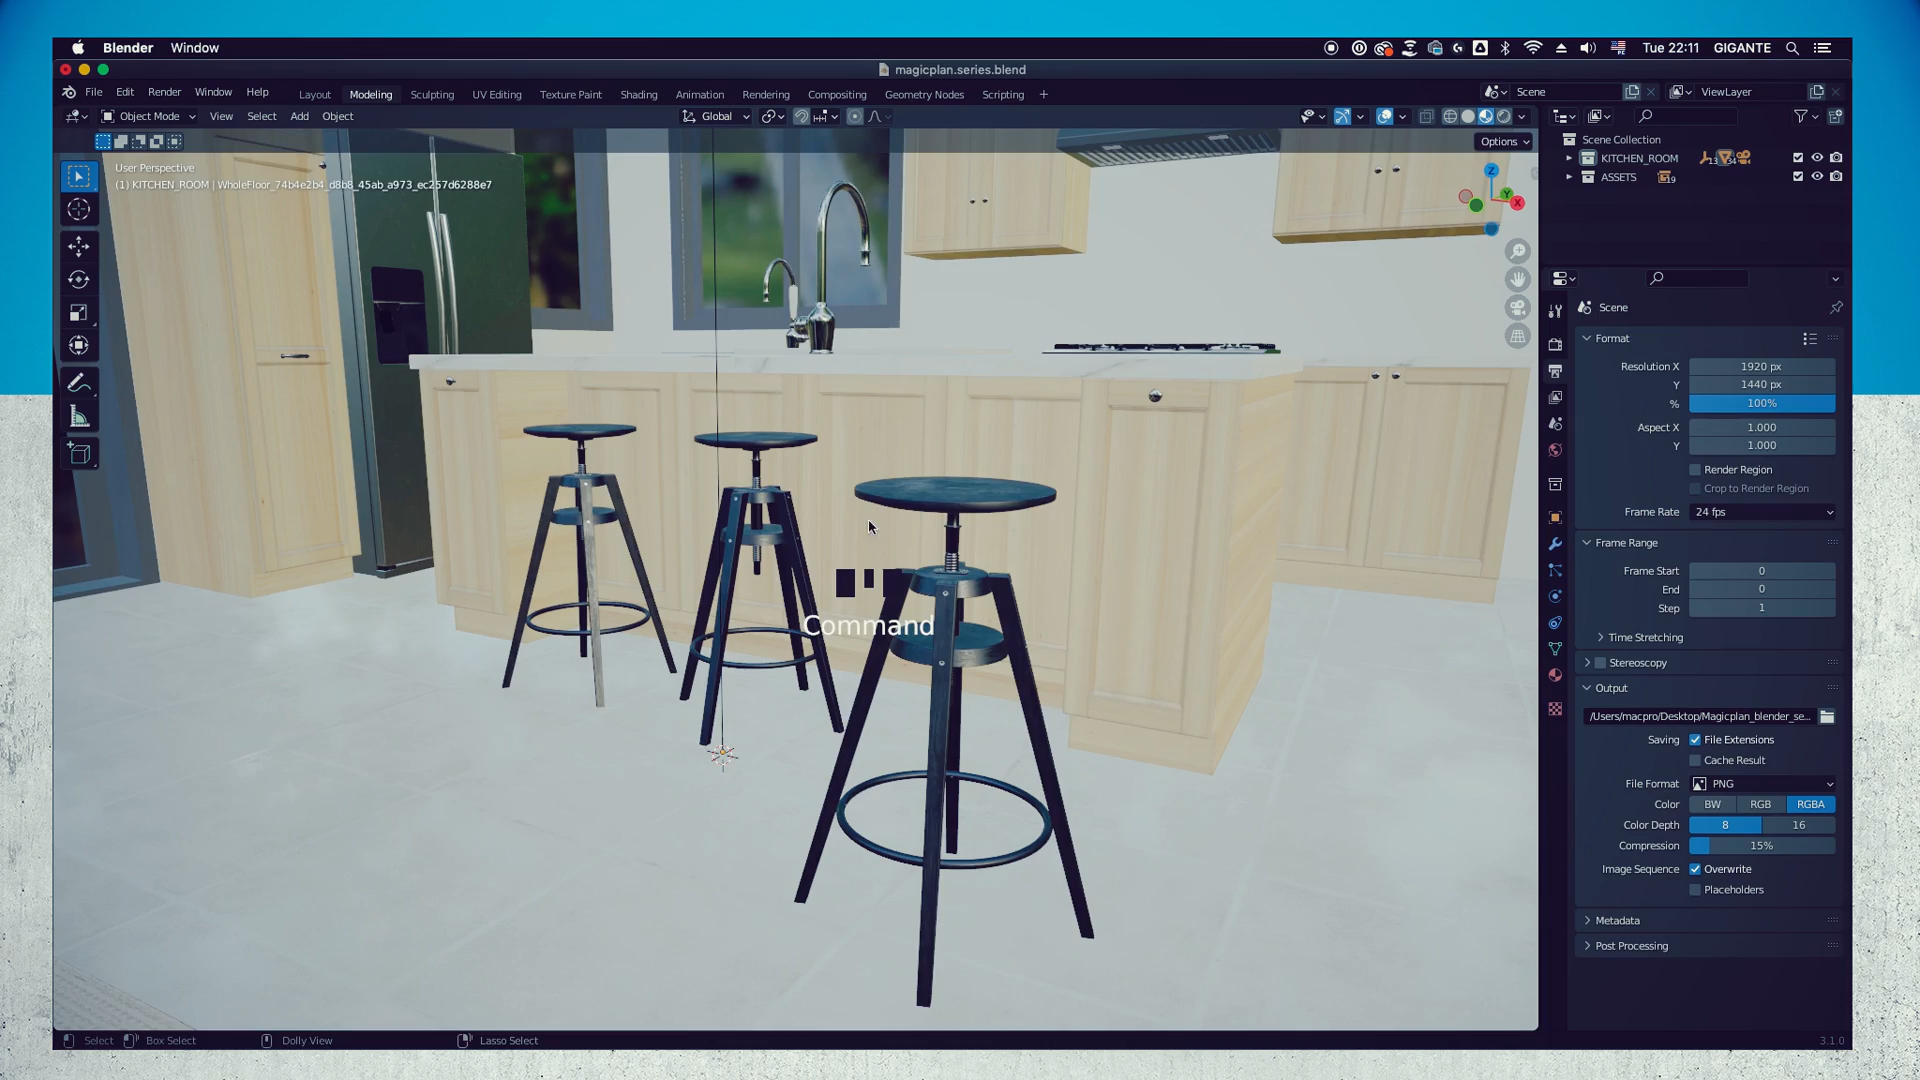 Blender Window
Tue 22:11 GIGANTE
magicplan.series.blend
File Edit Render Window Help
Layout Modeling Sculpting UV Editing Texture Paint Shading Animation Rendering Compositing Geometry Nodes Scripting +
Scene
ViewLayer
Object Mode View Select Add Object
Global
Options
User Perspective
(1) KITCHEN_ROOM | WholeFloor_74b4e2b4_d8b8_45ab_a973_ec257d6288e7
Z
Y
X
Command
Scene Collection
KITCHEN_ROOM
ASSETS 19
Scene
Format
Resolution X 1920 px
Y 1440 px
% 100%
Aspect X 1.000
Y 1.000
Render Region
Crop to Render Region
Frame Rate 24 fps
Frame Range
Frame Start 0
End 0
Step 1
Time Stretching
Stereoscopy
Output
/Users/macpro/Desktop/Magicplan_blender_se...
Saving File Extensions
Cache Result
File Format PNG
Color BW RGB RGBA
Color Depth 8 16
Compression 15%
Image Sequence Overwrite
Placeholders
Metadata
Post Processing
Select Box Select Dolly View Lasso Select
3.1.0